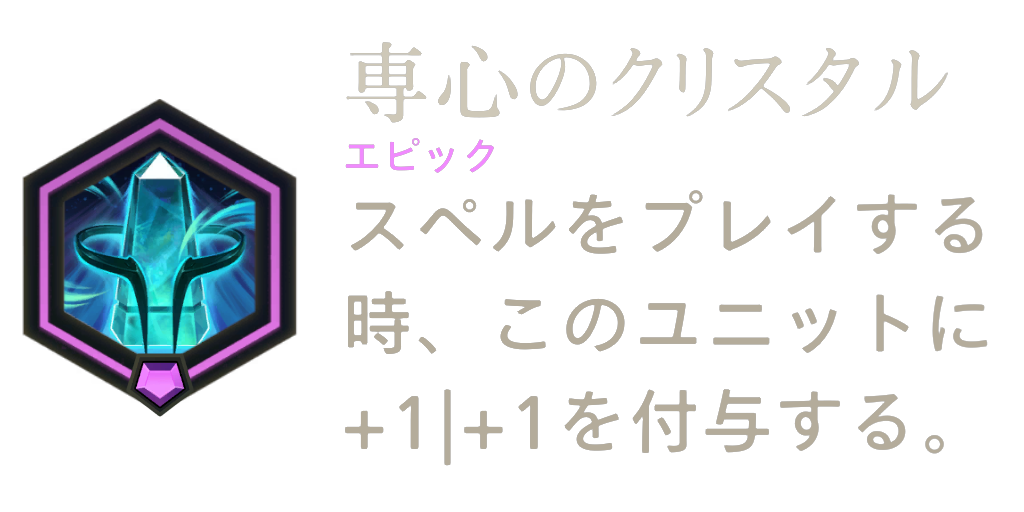 専心のクリスタル
エピック
スペルをプレイする
時、このユニットに
+1|+1を付与する。